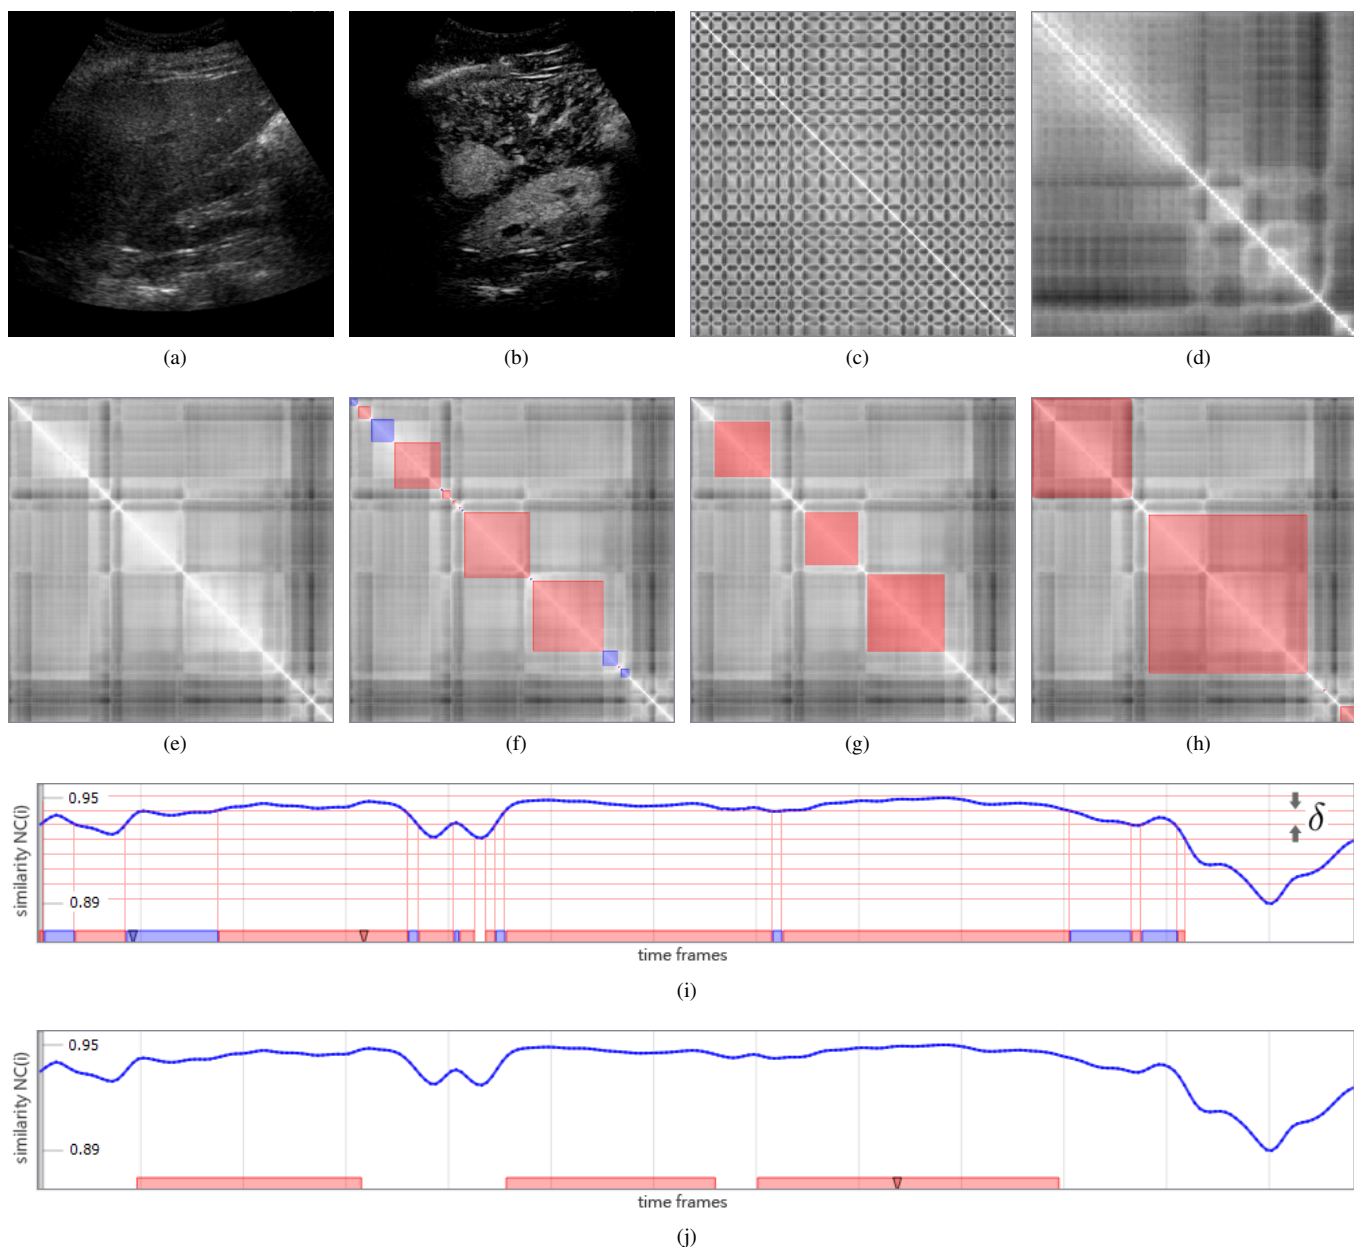 (a) (b) (c) (d)
(e) (f) (g) (h)
similarity NC(i)
0.95
δ
0.89
time frames
(i)
similarity NC(i)
0.95
0.89
time frames
(j)